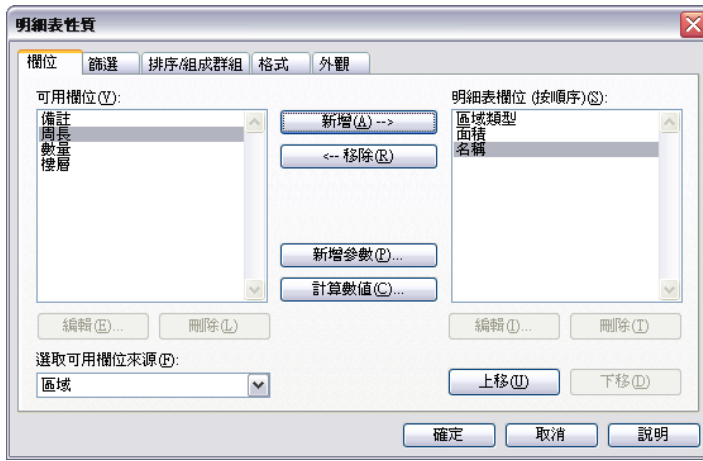 明細表性質
欄位 篩選 排序/組成群組 格式 外觀
可用欄位(V):
備註
周長
數量
樓層
新增(A) -->
<-- 移除(R)
新增參數(P)...
計算數值(C)...
明細表欄位 (按順序)(S):
區域類型
面積
名稱
編輯(E)... 刪除(L)
編輯(I)... 刪除(T)
選取可用欄位來源(F):
區域
上移(U) 下移(D)
確定 取消 說明